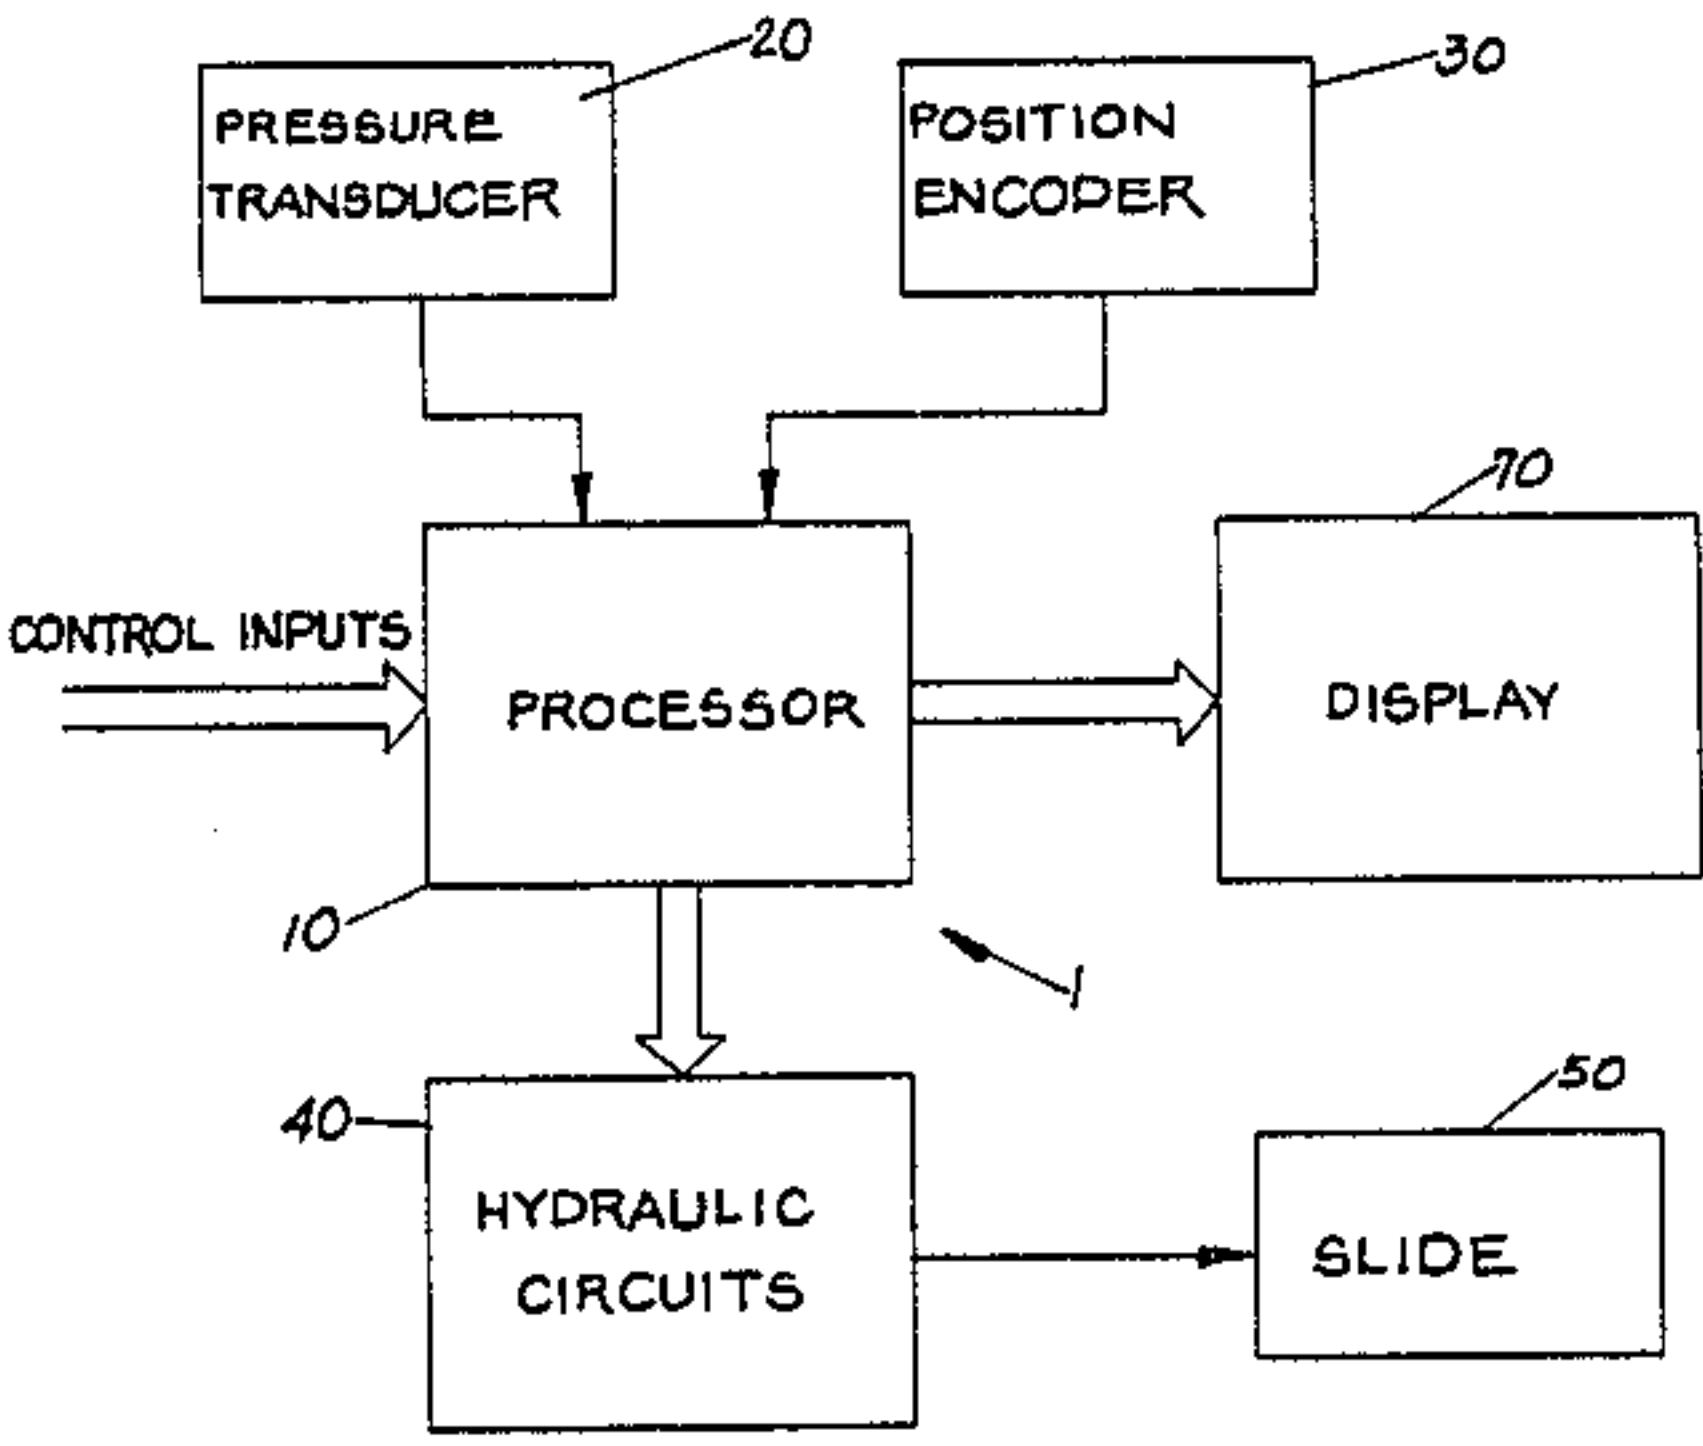 20
30
PRESSURE
TRANSDUCER
POSITION
ENCODER
70
CONTROL INPUTS
PROCESSOR
DISPLAY
10
1
40
50
HYDRAULIC
CIRCUITS
SLIDE